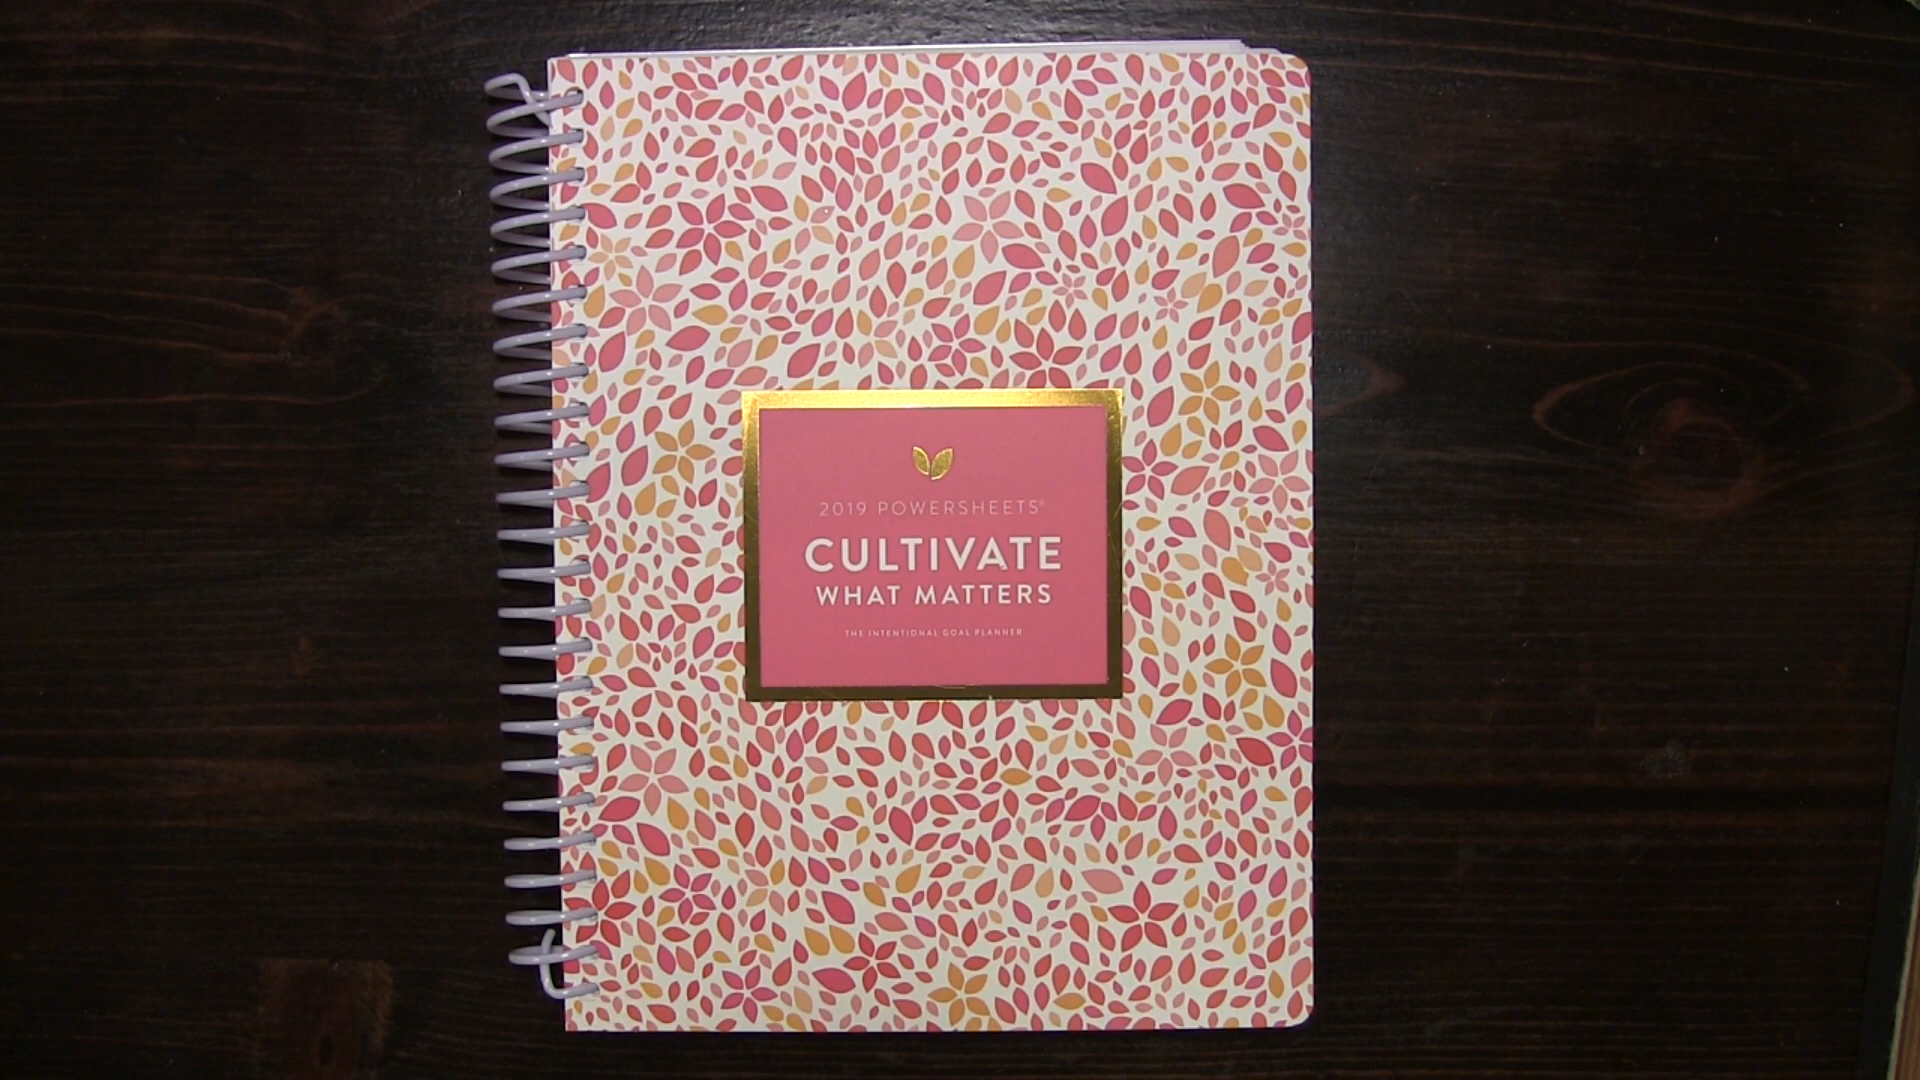 2019 POWERSHEETS®
CULTIVATE
WHAT MATTERS
THE INTENTIONAL GOAL PLANNER